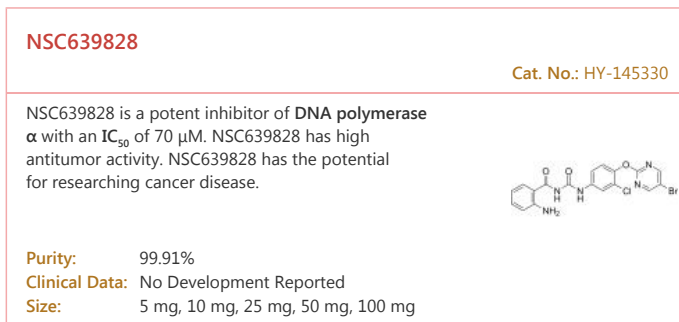 NSC639828
Cat. No.: HY-145330
NSC639828 is a potent inhibitor of DNA polymerase
α with an IC₅₀ of 70 μM. NSC639828 has high
antitumor activity. NSC639828 has the potential
for researching cancer disease.
O O N H N H NH₂ O Cl N N Br
Purity: 99.91%
Clinical Data: No Development Reported
Size: 5 mg, 10 mg, 25 mg, 50 mg, 100 mg